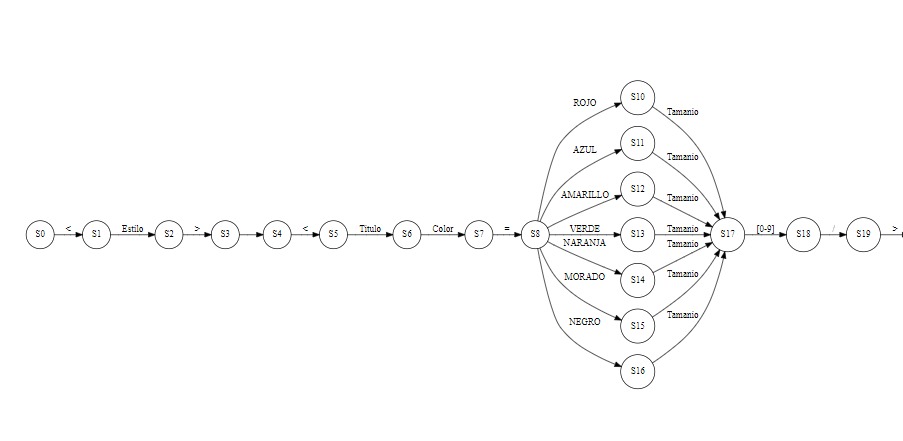 S0
<
S1
Estilo
S2
>
S3
S4
<
S5
Titulo
S6
Color
S7
=
S8
ROJO
S10
Tamanio
AZUL
S11
Tamanio
AMARILLO
S12
Tamanio
VERDE
S13
Tamanio
NARANJA
S14
Tamanio
MORADO
S15
Tamanio
NEGRO
S16
Tamanio
S17
[0-9]
S18
/
S19
>